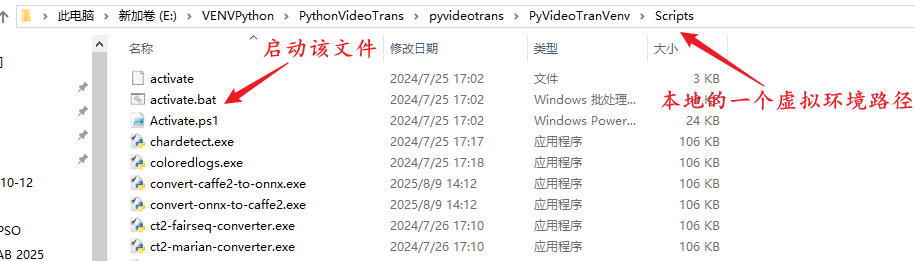 此电脑 > 新加卷 (E:) > VENVPython > PythonVideoTrans > pyvideotrans > PyVideoTranVenv > Scripts
名称 修改日期 类型 大小
启动该文件
activate 2024/7/25 17:02 文件 3 KB
activate.bat 2024/7/25 17:02 Windows 批处理... KB
本地的一个虚拟环境路径
Activate.ps1 2024/7/25 17:02 Windows Power... 24 KB
chardetect.exe 2024/7/25 17:17 应用程序 106 KB
coloredlogs.exe 2024/7/25 17:18 应用程序 106 KB
convert-caffe2-to-onnx.exe 2025/8/9 14:12 应用程序 106 KB
10-12
convert-onnx-to-caffe2.exe 2025/8/9 14:12 应用程序 106 KB
ct2-fairseq-converter.exe 2024/7/26 17:10 应用程序 106 KB
PSO
ct2-marian-converter.exe 2024/7/26 17:10 应用程序 106 KB
AB 2025